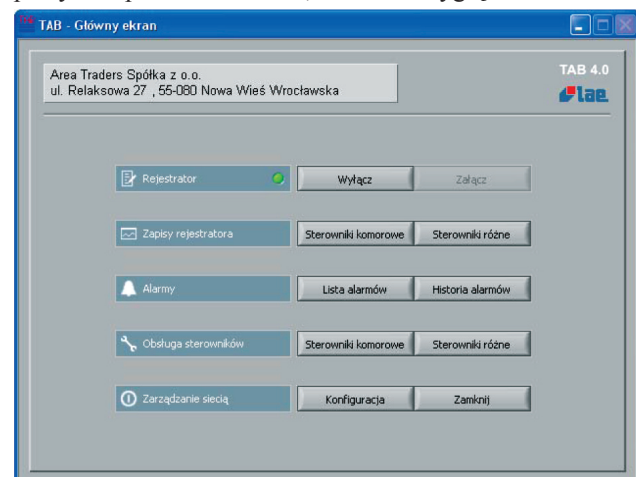 TAB - Główny ekran
Area Traders Spółka z o.o.
ul. Relaksowa 27 , 55-080 Nowa Wieś Wrocławska
TAB 4.0
lae
Rejestrator
Wyłącz
Załącz
Zapisy rejestratora
Sterowniki komorowe
Sterowniki różne
Alarmy
Lista alarmów
Historia alarmów
Obsługa sterowników
Sterowniki komorowe
Sterowniki różne
Zarządzanie siecią
Konfiguracja
Zamknij